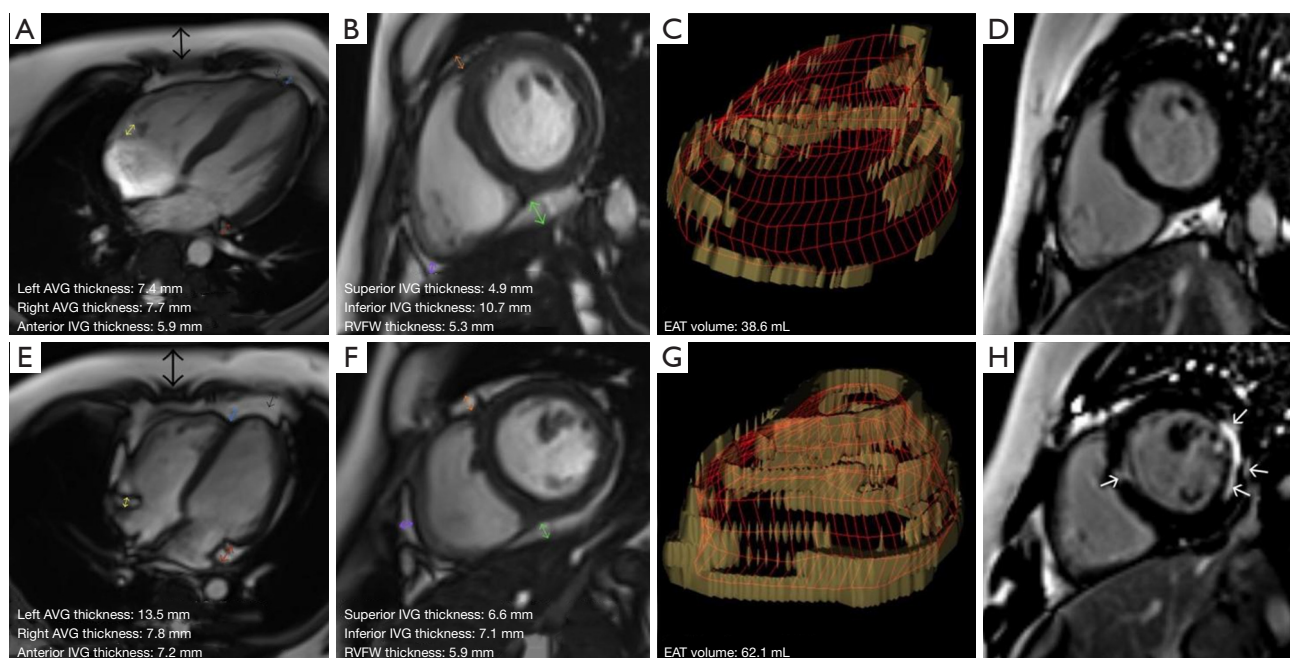 A
Left AVG thickness: 7.4 mm
Right AVG thickness: 7.7 mm
Anterior IVG thickness: 5.9 mm
B
Superior IVG thickness: 4.9 mm
Inferior IVG thickness: 10.7 mm
RVFW thickness: 5.3 mm
C
EAT volume: 38.6 mL
D
E
Left AVG thickness: 13.5 mm
Right AVG thickness: 7.8 mm
Anterior IVG thickness: 7.2 mm
F
Superior IVG thickness: 6.6 mm
Inferior IVG thickness: 7.1 mm
RVFW thickness: 5.9 mm
G
EAT volume: 62.1 mL
H